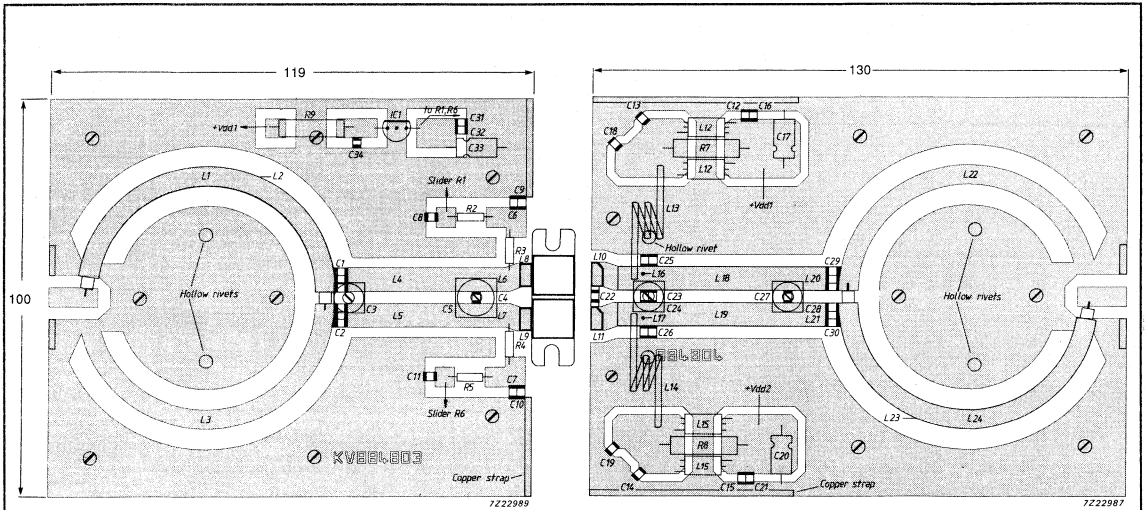 119
130
100
R9
IC1
to R1,R6
C31
C32
C33
+Vdd1
C34
L1
L2
Slider R1
C9
C8
R2
C6
R3
L8
C1
L4
L6
Hollow rivets
C3
C5
C4
L5
L7
C2
L9
R4
C11
R5
C7
C10
Slider R6
L3
KV884803
Copper strap
7Z22989
C13
C12
C16
C18
L12
R7
L12
C17
+Vdd1
L13
Hollow rivet
L22
L10
C25
C29
L16
L18
L20
C22
C23
C27
Hollow rivets
C24
C28
L17
L19
L21
L11
C26
C30
L14
+Vdd2
L23
L24
L15
R8
L15
C20
C19
C14
C15
C21
Copper strap
7Z22987